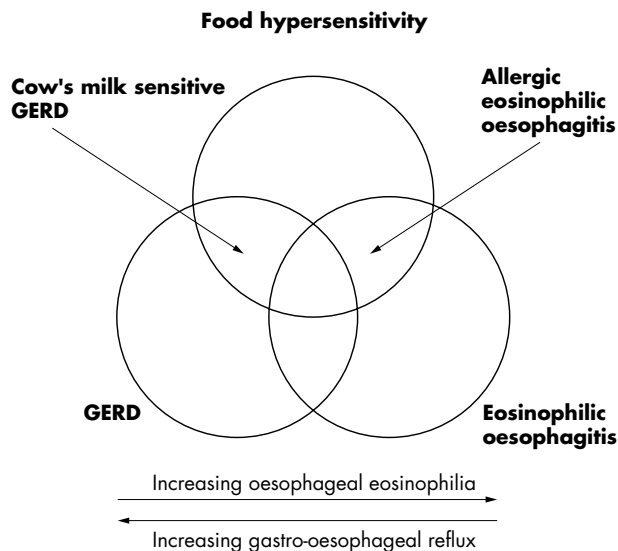 Food hypersensitivity
Cow's milk sensitive
GERD
Allergic
eosinophilic
oesophagitis
GERD
Eosinophilic
oesophagitis
Increasing oesophageal eosinophilia
Increasing gastro-oesophageal reflux